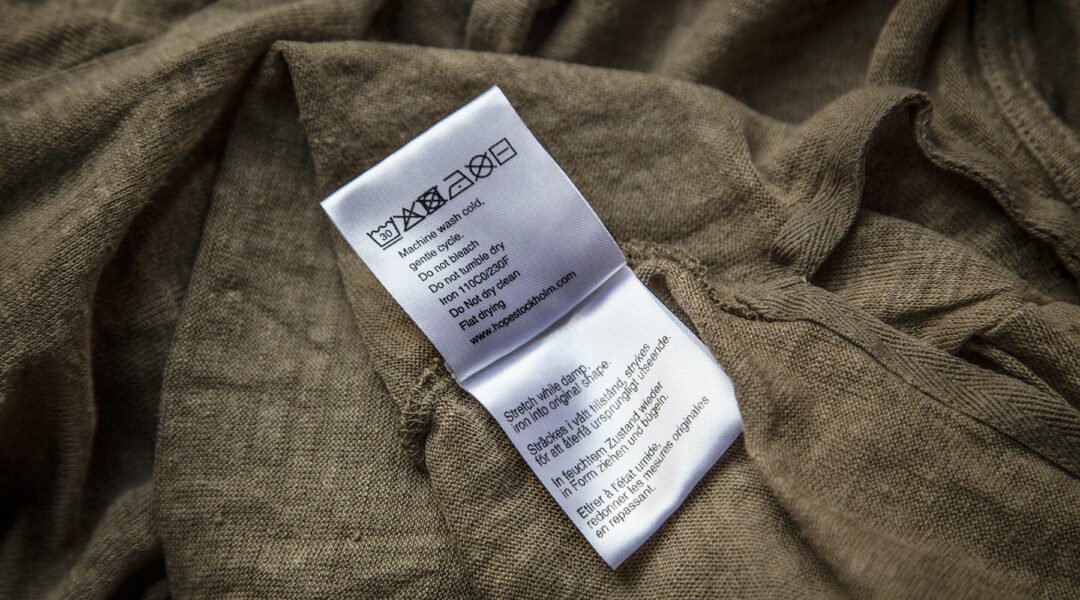 30
Machine wash cold,
gentle cycle.
Do not bleach
Do not tumble dry
Iron 110C0/230F
Do Not dry clean
Flat drying
www.hopestockholm.com
Stretch while damp,
iron into original shape.
Sträckes i vått tillstånd, strykes
för att återfå ursprungligt utseende.
In feuchtem Zustand wieder
in Form ziehen und bügeln.
Etirer à l'état umide,
redonner les mesures originales
en repassant.